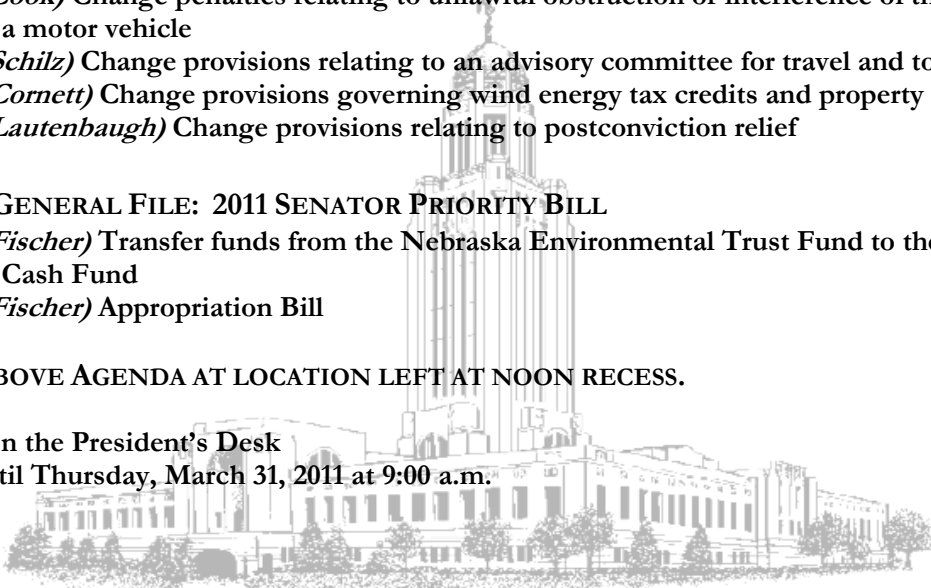 Cook) Change penalties relating to unlawful obstruction or interference of th
a motor vehicle
Schilz) Change provisions relating to an advisory committee for travel and to
Cornett) Change provisions governing wind energy tax credits and property
Lautenbaugh) Change provisions relating to postconviction relief
GENERAL FILE: 2011 SENATOR PRIORITY BILL
Fischer) Transfer funds from the Nebraska Environmental Trust Fund to the
Cash Fund
Fischer) Appropriation Bill
BOVE AGENDA AT LOCATION LEFT AT NOON RECESS.
n the President's Desk
til Thursday, March 31, 2011 at 9:00 a.m.